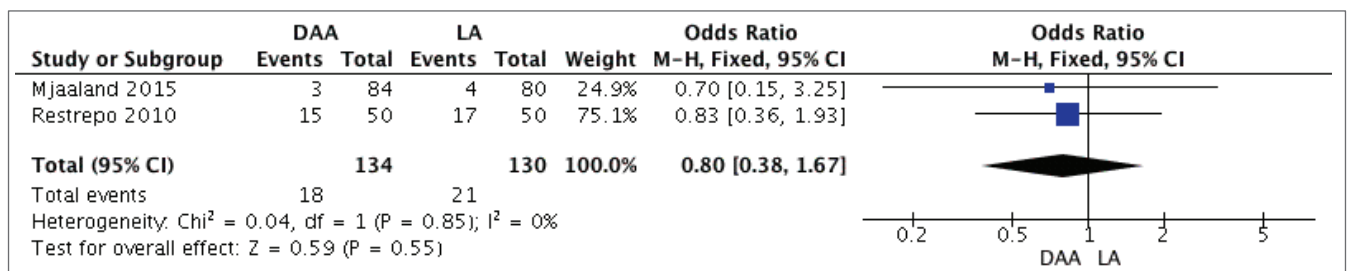 DAA LA Odds Ratio Odds Ratio
Study or Subgroup Events Total Events Total Weight M-H, Fixed, 95% CI M-H, Fixed, 95% CI
Mjaaland 2015 3 84 4 80 24.9% 0.70 [0.15, 3.25]
Restrepo 2010 15 50 17 50 75.1% 0.83 [0.36, 1.93]
Total (95% CI) 134 130 100.0% 0.80 [0.38, 1.67]
Total events 18 21
Heterogeneity: Chi² = 0.04, df = 1 (P = 0.85); I² = 0%
Test for overall effect: Z = 0.59 (P = 0.55)
0.2 0.5 1 2 5
DAA LA